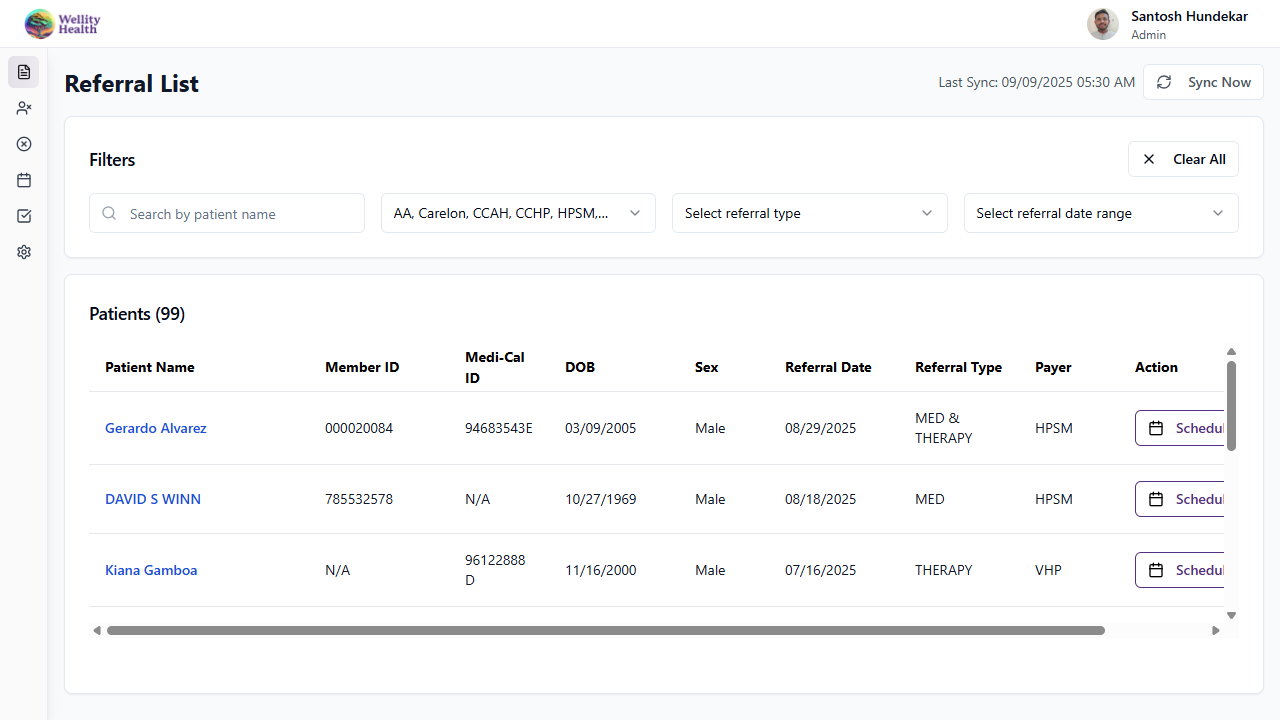 Wellity
Health
Santosh Hundekar
Admin
Referral List
Last Sync: 09/09/2025 05:30 AM
Sync Now
Filters
Clear All
Search by patient name
AA, Carelon, CCAH, CCHP, HPSM,...
Select referral type
Select referral date range
Patients (99)
Patient Name Member ID Medi-Cal ID DOB Sex Referral Date Referral Type Payer Action
Gerardo Alvarez 000020084 94683543E 03/09/2005 Male 08/29/2025 MED & THERAPY HPSM Schedul
DAVID S WINN 785532578 N/A 10/27/1969 Male 08/18/2025 MED HPSM Schedul
Kiana Gamboa N/A 96122888D 11/16/2000 Male 07/16/2025 THERAPY VHP Schedul